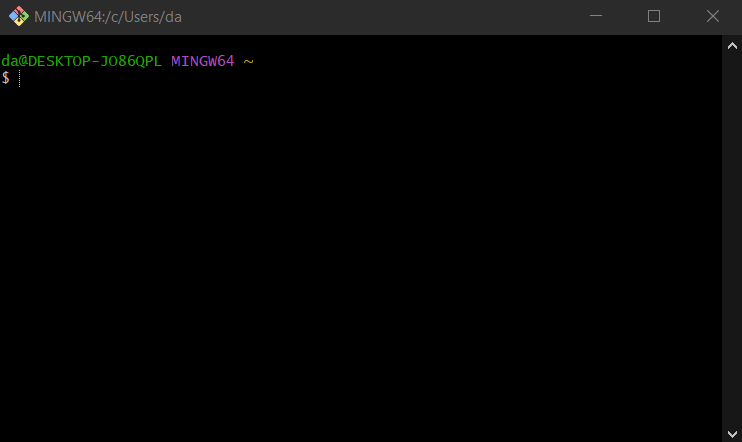 MINGW64:/c/Users/da
da@DESKTOP-JO86QPL MINGW64 ~
$